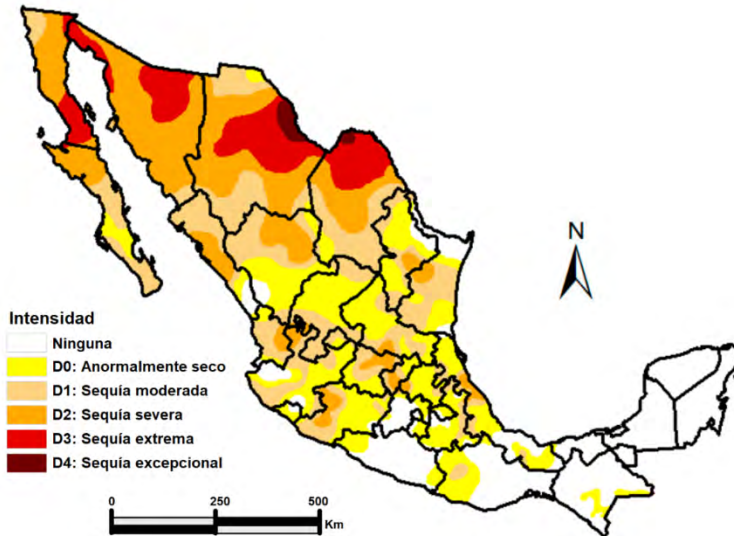 N
Intensidad
Ninguna
D0: Anormalmente seco
D1: Sequía moderada
D2: Sequía severa
D3: Sequía extrema
D4: Sequía excepcional
0 250 500
Km